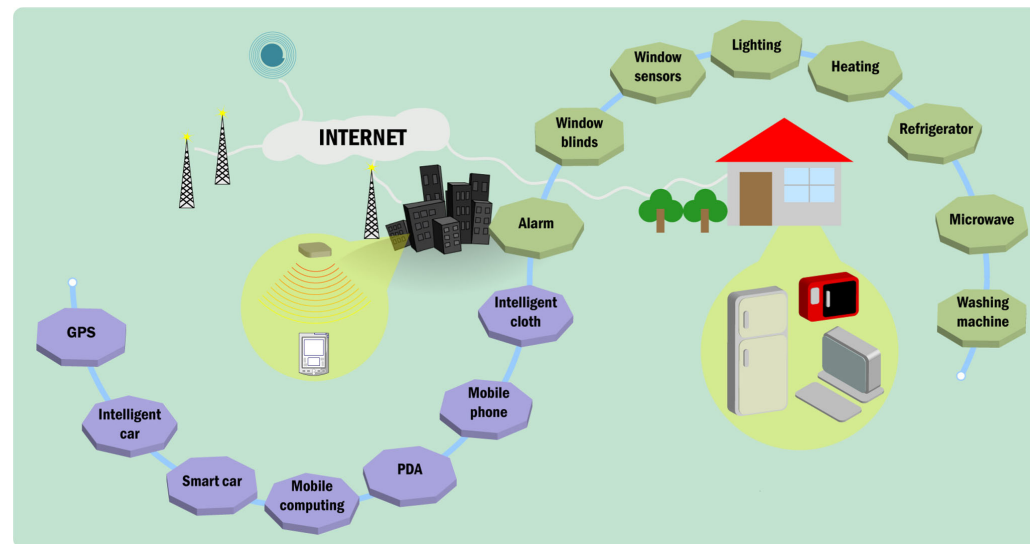 INTERNET
Window
sensors
Lighting
Heating
Window
blinds
Refrigerator
Alarm
Microwave
Washing
machine
Intelligent
cloth
GPS
Mobile
phone
Intelligent
car
PDA
Smart car
Mobile
computing